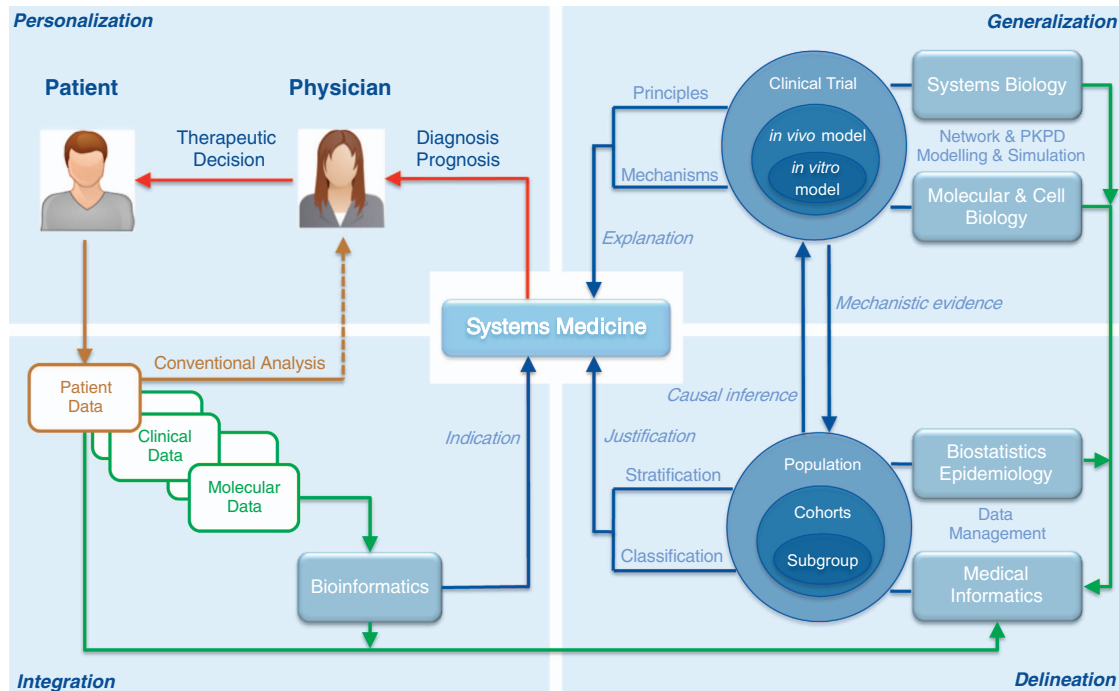 Personalization
Generalization
Patient
Physician
Therapeutic
Decision
Diagnosis
Prognosis
Principles
Mechanisms
Explanation
Clinical Trial
in vivo model
in vitro
model
Systems Biology
Network & PKPD
Modelling & Simulation
Molecular & Cell
Biology
Systems Medicine
Mechanistic evidence
Conventional Analysis
Patient
Data
Clinical
Data
Molecular
Data
Bioinformatics
Indication
Causal inference
Justification
Stratification
Classification
Population
Cohorts
Subgroup
Biostatistics
Epidemiology
Data
Management
Medical
Informatics
Integration
Delineation